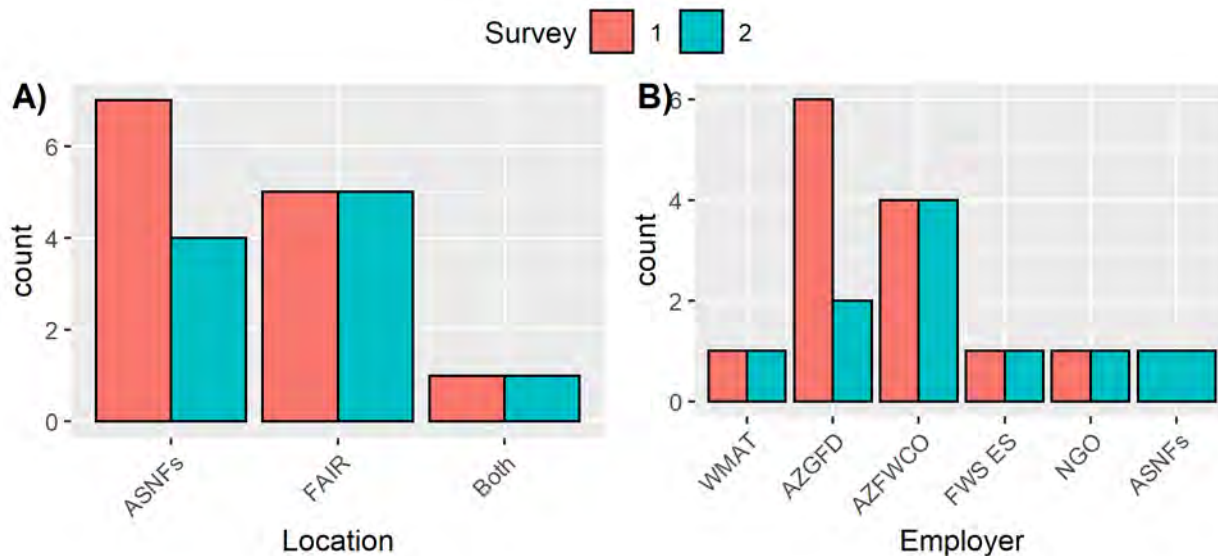 Survey 1 2
A)
count
6
4
2
0
ASNFs
FAIR
Both
Location
B)
count
6
4
2
0
WMAT
AZGFD
AZFWCO
FWS ES
NGO
ASNFs
Employer